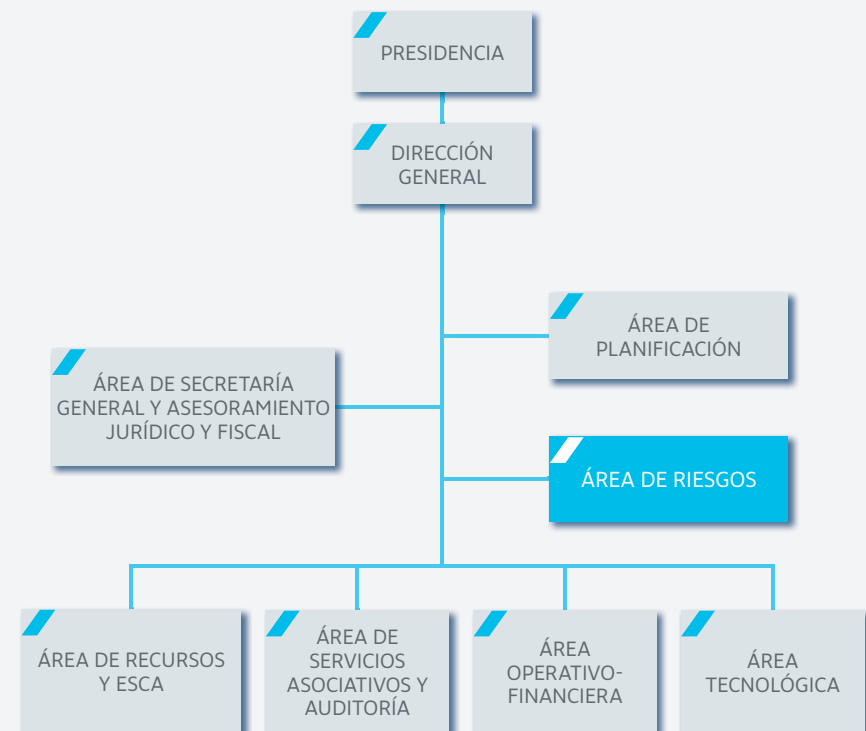 PRESIDENCIA
DIRECCIÓN
GENERAL
ÁREA DE
PLANIFICACIÓN
ÁREA DE SECRETARÍA
GENERAL Y ASESORAMIENTO
JURÍDICO Y FISCAL
ÁREA DE RIESGOS
ÁREA DE RECURSOS
Y ESCA
ÁREA DE
SERVICIOS
ASOCIATIVOS Y
AUDITORÍA
ÁREA
OPERATIVO-
FINANCIERA
ÁREA
TECNOLÓGICA